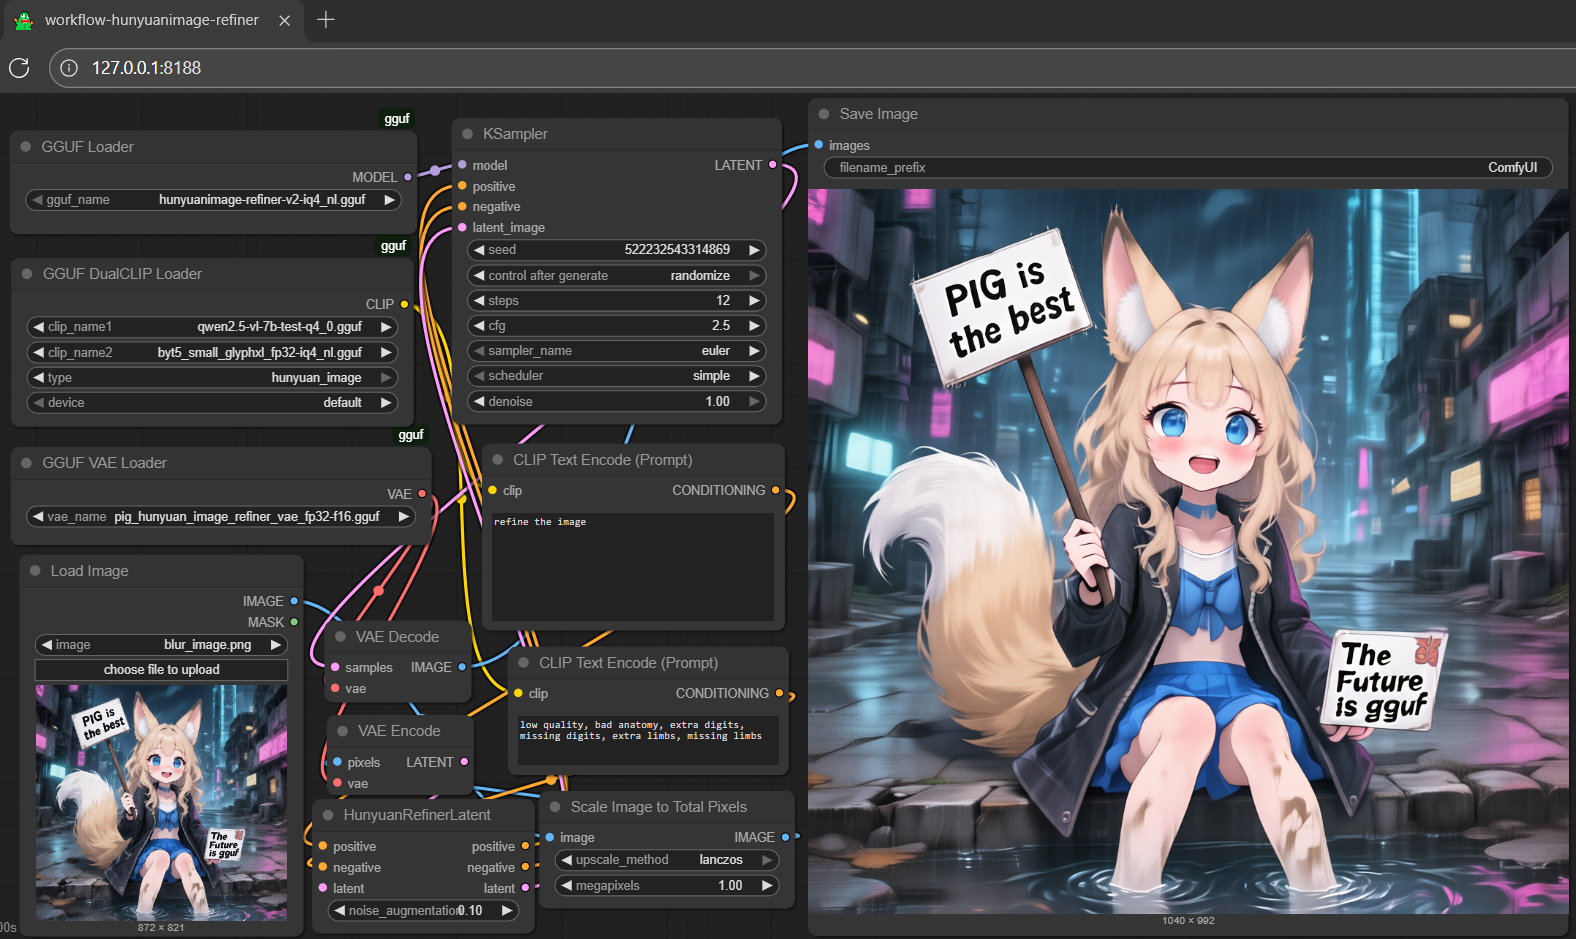 workflow-hunyuanimage-refiner
127.0.0.1:8188
gguf
GGUF Loader
MODEL
gguf_name hunyuanimage-refiner-v2-iq4_nl.gguf
gguf
GGUF DualCLIP Loader
CLIP
clip_name1 qwen2.5-vl-7b-test-q4_0.gguf
clip_name2 byt5_small_glyphxl_fp32-iq4_nl.gguf
type hunyuan_image
device default
gguf
GGUF VAE Loader
VAE
vae_name pig_hunyuan_image_refiner_vae_fp32-f16.gguf
Load Image
IMAGE
MASK
image blur_image.png
choose file to upload
PIG is
the best
The
Future
is gguf
872 × 821
00s
KSampler
model LATENT
positive
negative
latent_image
seed 522232543314869
control after generate randomize
steps 12
cfg 2.5
sampler_name euler
scheduler simple
denoise 1.00
CLIP Text Encode (Prompt)
clip CONDITIONING
refine the image
VAE Decode
samples IMAGE
vae
CLIP Text Encode (Prompt)
clip CONDITIONING
low quality, bad anatomy, extra digits,
missing digits, extra limbs, missing limbs
VAE Encode
pixels LATENT
vae
HunyuanRefinerLatent
positive positive
negative negative
latent latent
noise_augmentation 0.10
Scale Image to Total Pixels
image IMAGE
upscale_method lanczos
megapixels 1.00
Save Image
images
filename_prefix ComfyUI
PIG is
the best
The
Future
is gguf
1040 × 992